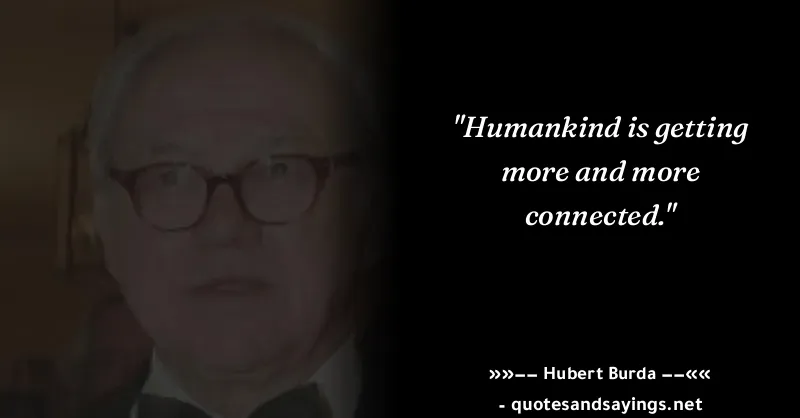 "Humankind is getting
more and more
connected."
»»−− Hubert Burda −−««
- quotesandsayings.net